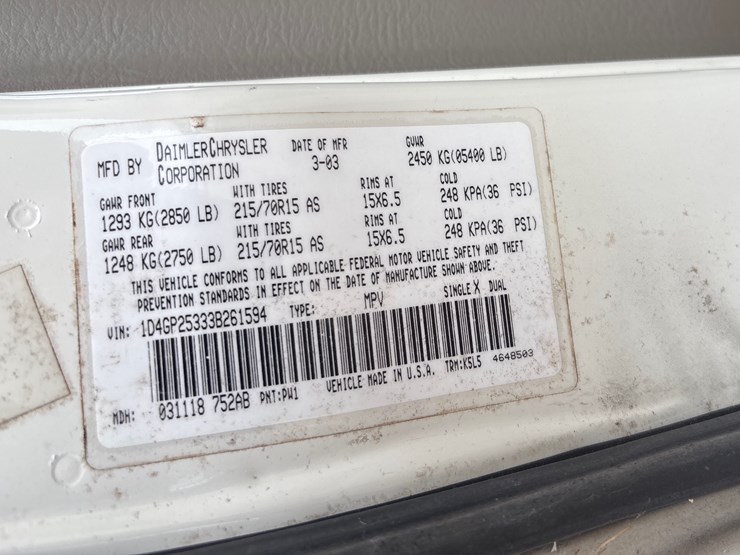 MFD BY DAIMLERCHRYSLER CORPORATION DATE OF MFR 3-03 GVWR 2450 KG(05400 LB)
GAWR FRONT WITH TIRES RIMS AT COLD
1293 KG(2850 LB) 215/70R15 AS 15X6.5 248 KPA(36 PSI)
GAWR REAR WITH TIRES RIMS AT COLD
1248 KG(2750 LB) 215/70R15 AS 15X6.5 248 KPA(36 PSI)
THIS VEHICLE CONFORMS TO ALL APPLICABLE FEDERAL MOTOR VEHICLE SAFETY AND THEFT
PREVENTION STANDARDS IN EFFECT ON THE DATE OF MANUFACTURE SHOWN ABOVE.
VIN: 1D4GP25333B261594 TYPE: MPV SINGLE X DUAL
MDH: 031118 752AB PNT:PW1 VEHICLE MADE IN U.S.A. TRM:K5L5 4648503